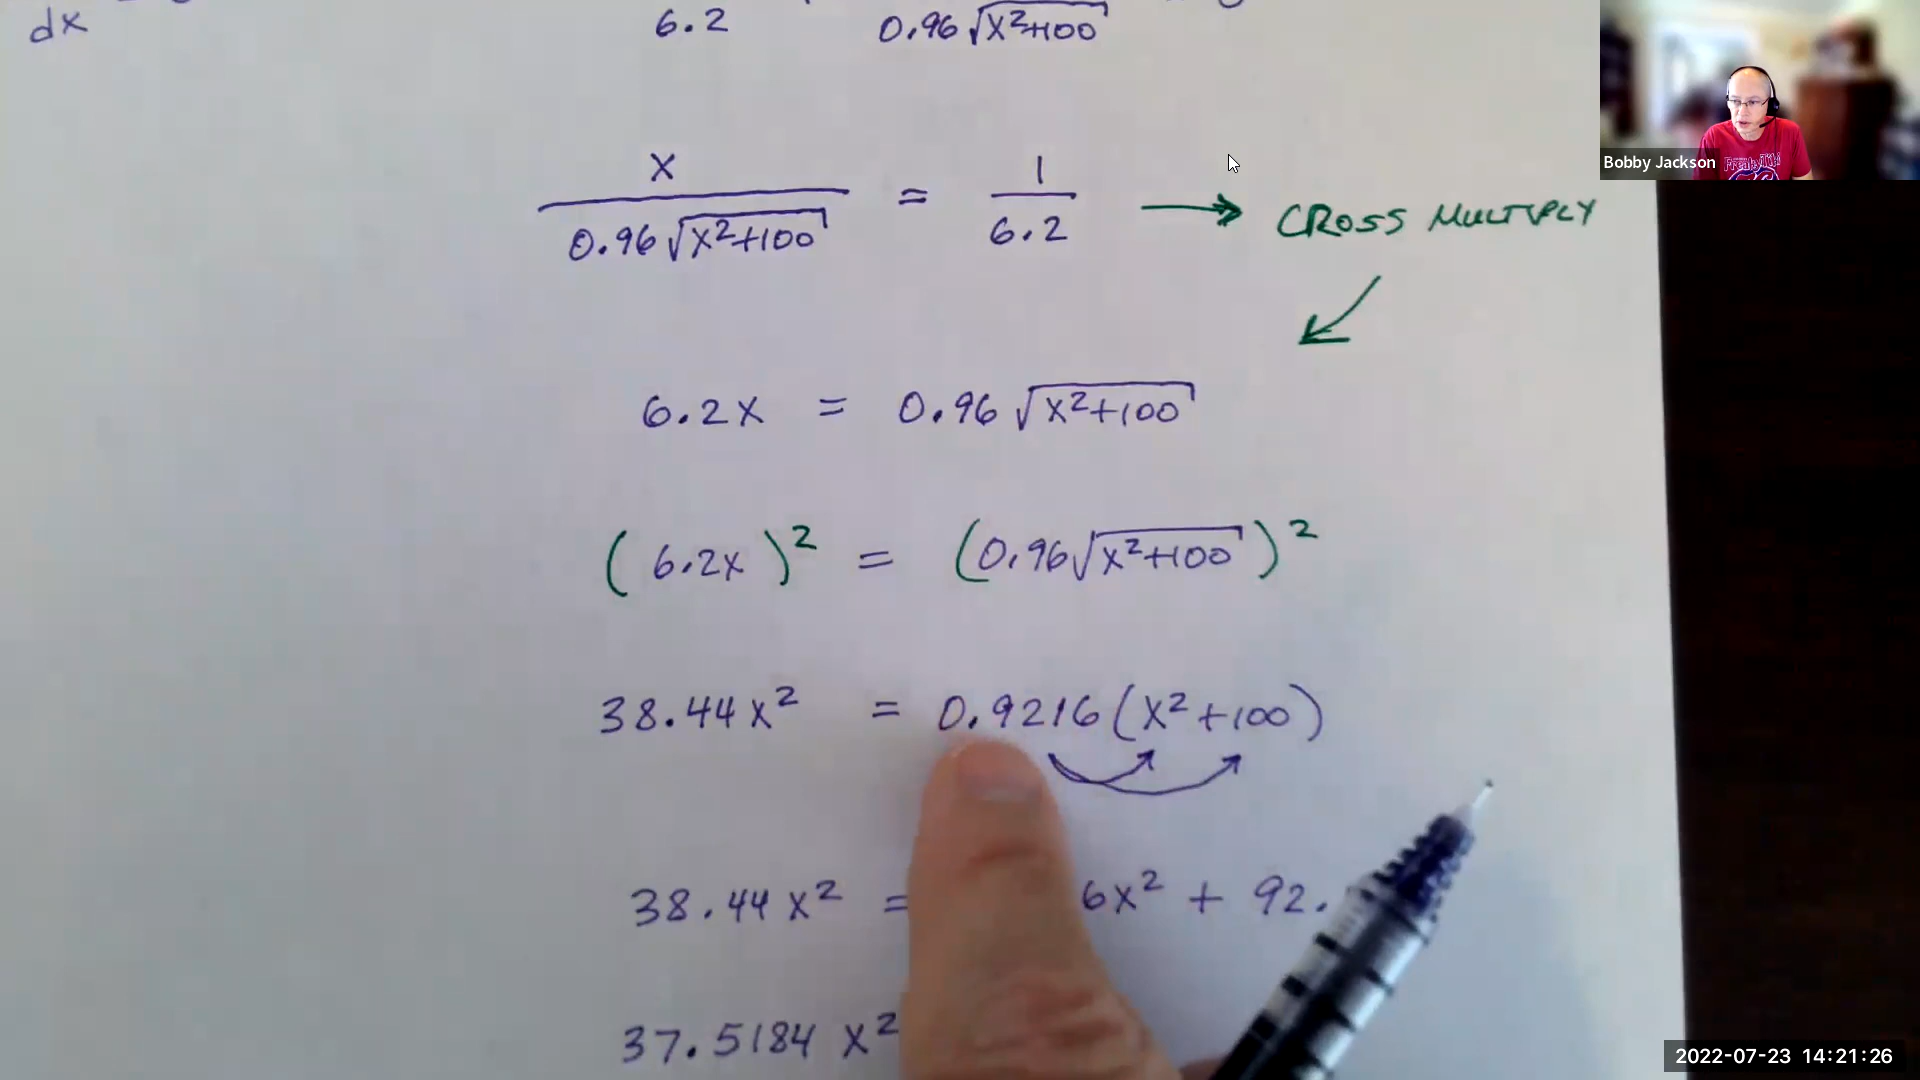 dx
6.2 0.96 √x²+100
x / 0.96 √x²+100 = 1 / 6.2 → CROSS MULTIPLY
6.2x = 0.96 √x²+100
(6.2x)² = (0.96 √x²+100)²
38.44x² = 0.9216(x²+100)
38.44x² = 6x² + 92.
37.5184 x²
Bobby Jackson
2022-07-23 14:21:26